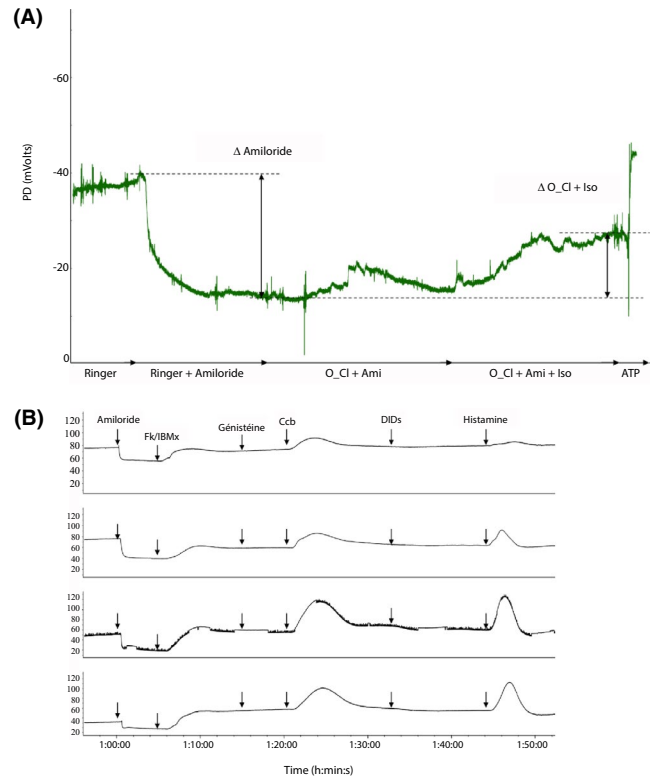 (A)
-60
-40
-20
0
PD (mVolts)
Δ Amiloride
Δ O_Cl + Iso
Ringer
Ringer + Amiloride
O_Cl + Ami
O_Cl + Ami + Iso
ATP
(B)
Amiloride
Fk/IBMx
Génistéine
Ccb
DIDs
Histamine
120
100
80
60
40
20
120
100
80
60
40
20
120
100
80
60
40
20
120
100
80
60
40
20
1:00:00
1:10:00
1:20:00
1:30:00
1:40:00
1:50:00
Time (h:min:s)